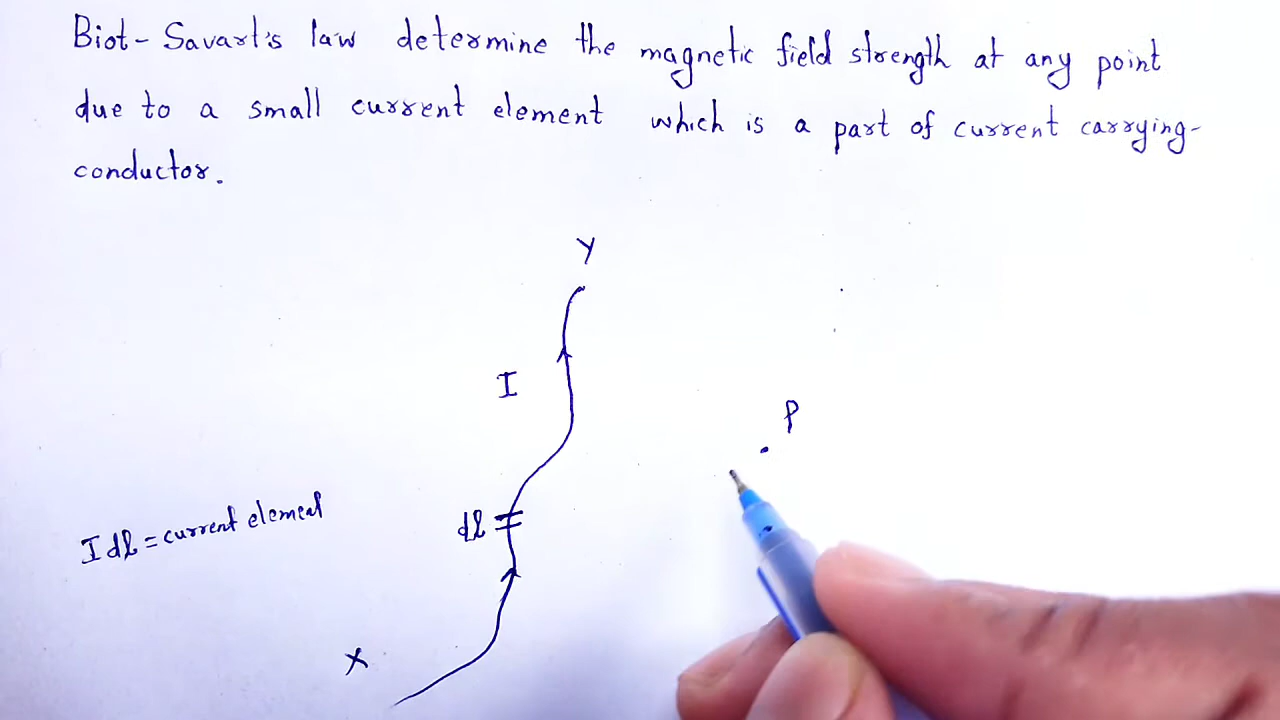 Biot-Savart's law determine the magnetic field strength at any point
due to a small current element which is a part of current carrying-
conductor.
Y
I
P
dl
Idl = current element
X